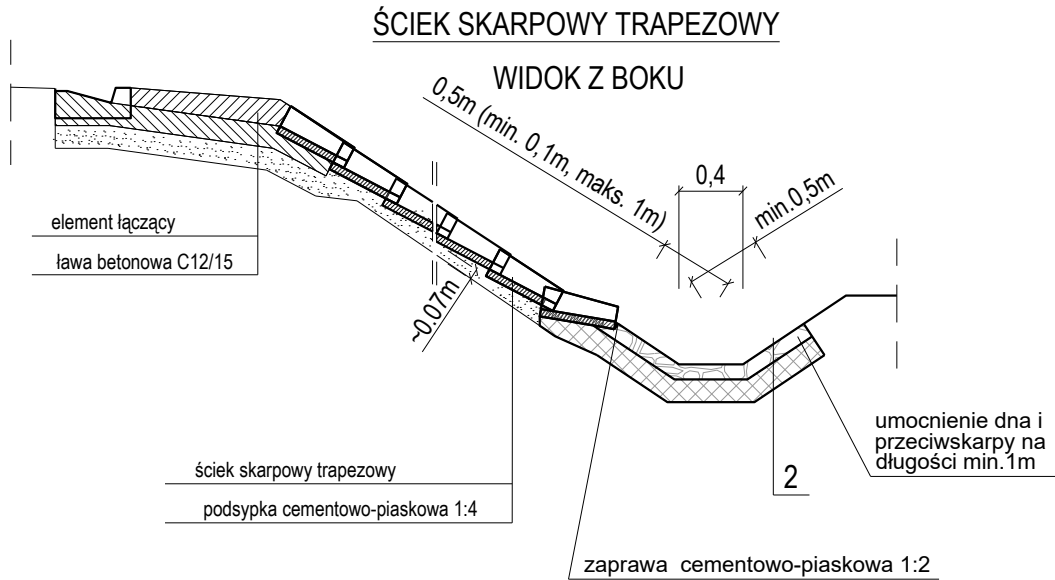 ŚCIEK SKARPOWY TRAPEZOWY
WIDOK Z BOKU
0,5m (min. 0,1m, maks. 1m)
0,4
min.0,5m
element łączący
ława betonowa C12/15
~0.07m
umocnienie dna i
przeciwskarpy na
długości min.1m
2
ściek skarpowy trapezowy
podsypka cementowo-piaskowa 1:4
zaprawa cementowo-piaskowa 1:2